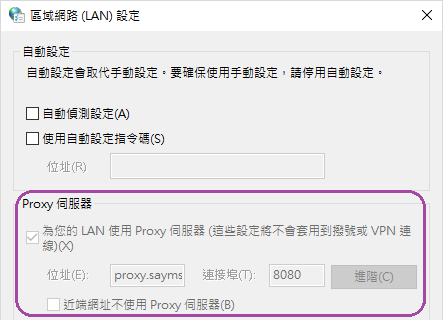 區域網路 (LAN) 設定
自動設定
自動設定會取代手動設定。要確保使用手動設定，請停用自動設定。
自動偵測設定(A)
使用自動設定指令碼(S)
位址(R)
Proxy 伺服器
為您的 LAN 使用 Proxy 伺服器 (這些設定將不會套用到撥號或 VPN 連
線)(X)
位址(E): proxy.sayms 連接埠(T): 8080 進階(C)
近端網址不使用 Proxy 伺服器(B)